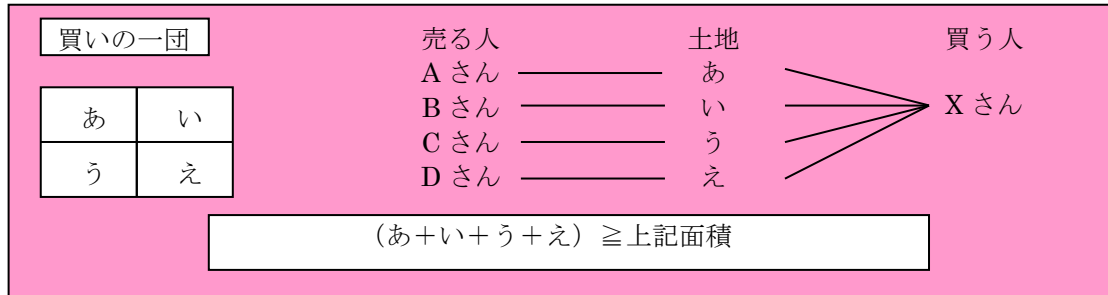 買いの一団 売る人 土地 買う人
Aさん あ
あ い Bさん い Xさん
Cさん う
う え Dさん え
(あ+い+う+え)≧上記面積